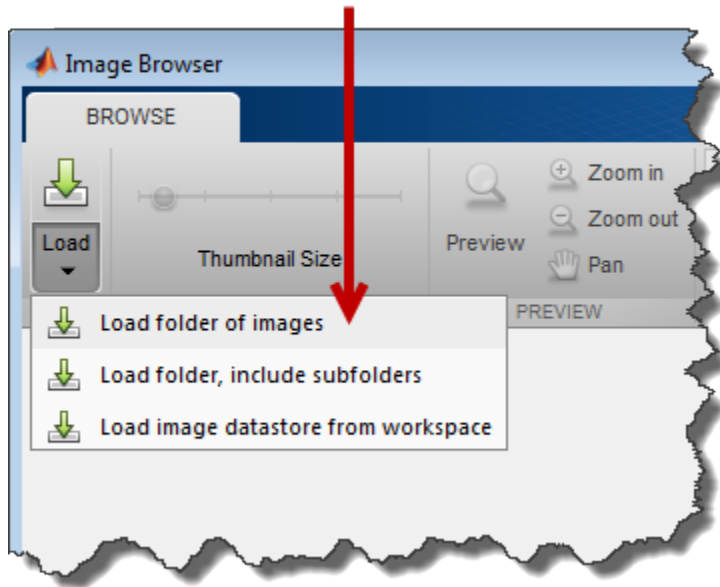 Image Browser
BROWSE
Load
Thumbnail Size
Preview
Zoom in
Zoom out
Pan
PREVIEW
Load folder of images
Load folder, include subfolders
Load image datastore from workspace